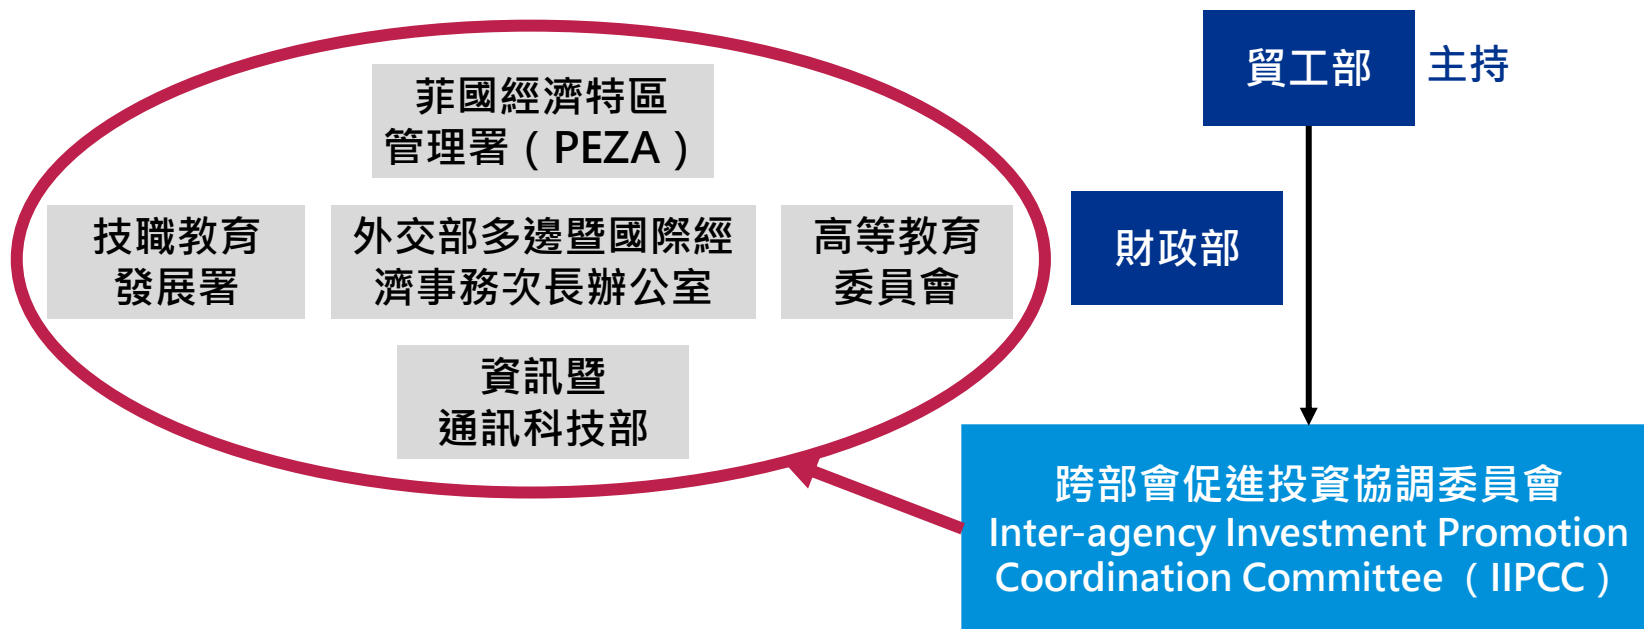 菲國經濟特區
管理署（PEZA）
技職教育
發展署
外交部多邊暨國際經
濟事務次長辦公室
高等教育
委員會
資訊暨
通訊科技部
貿工部
主持
財政部
跨部會促進投資協調委員會
Inter-agency Investment Promotion
Coordination Committee （IIPCC）